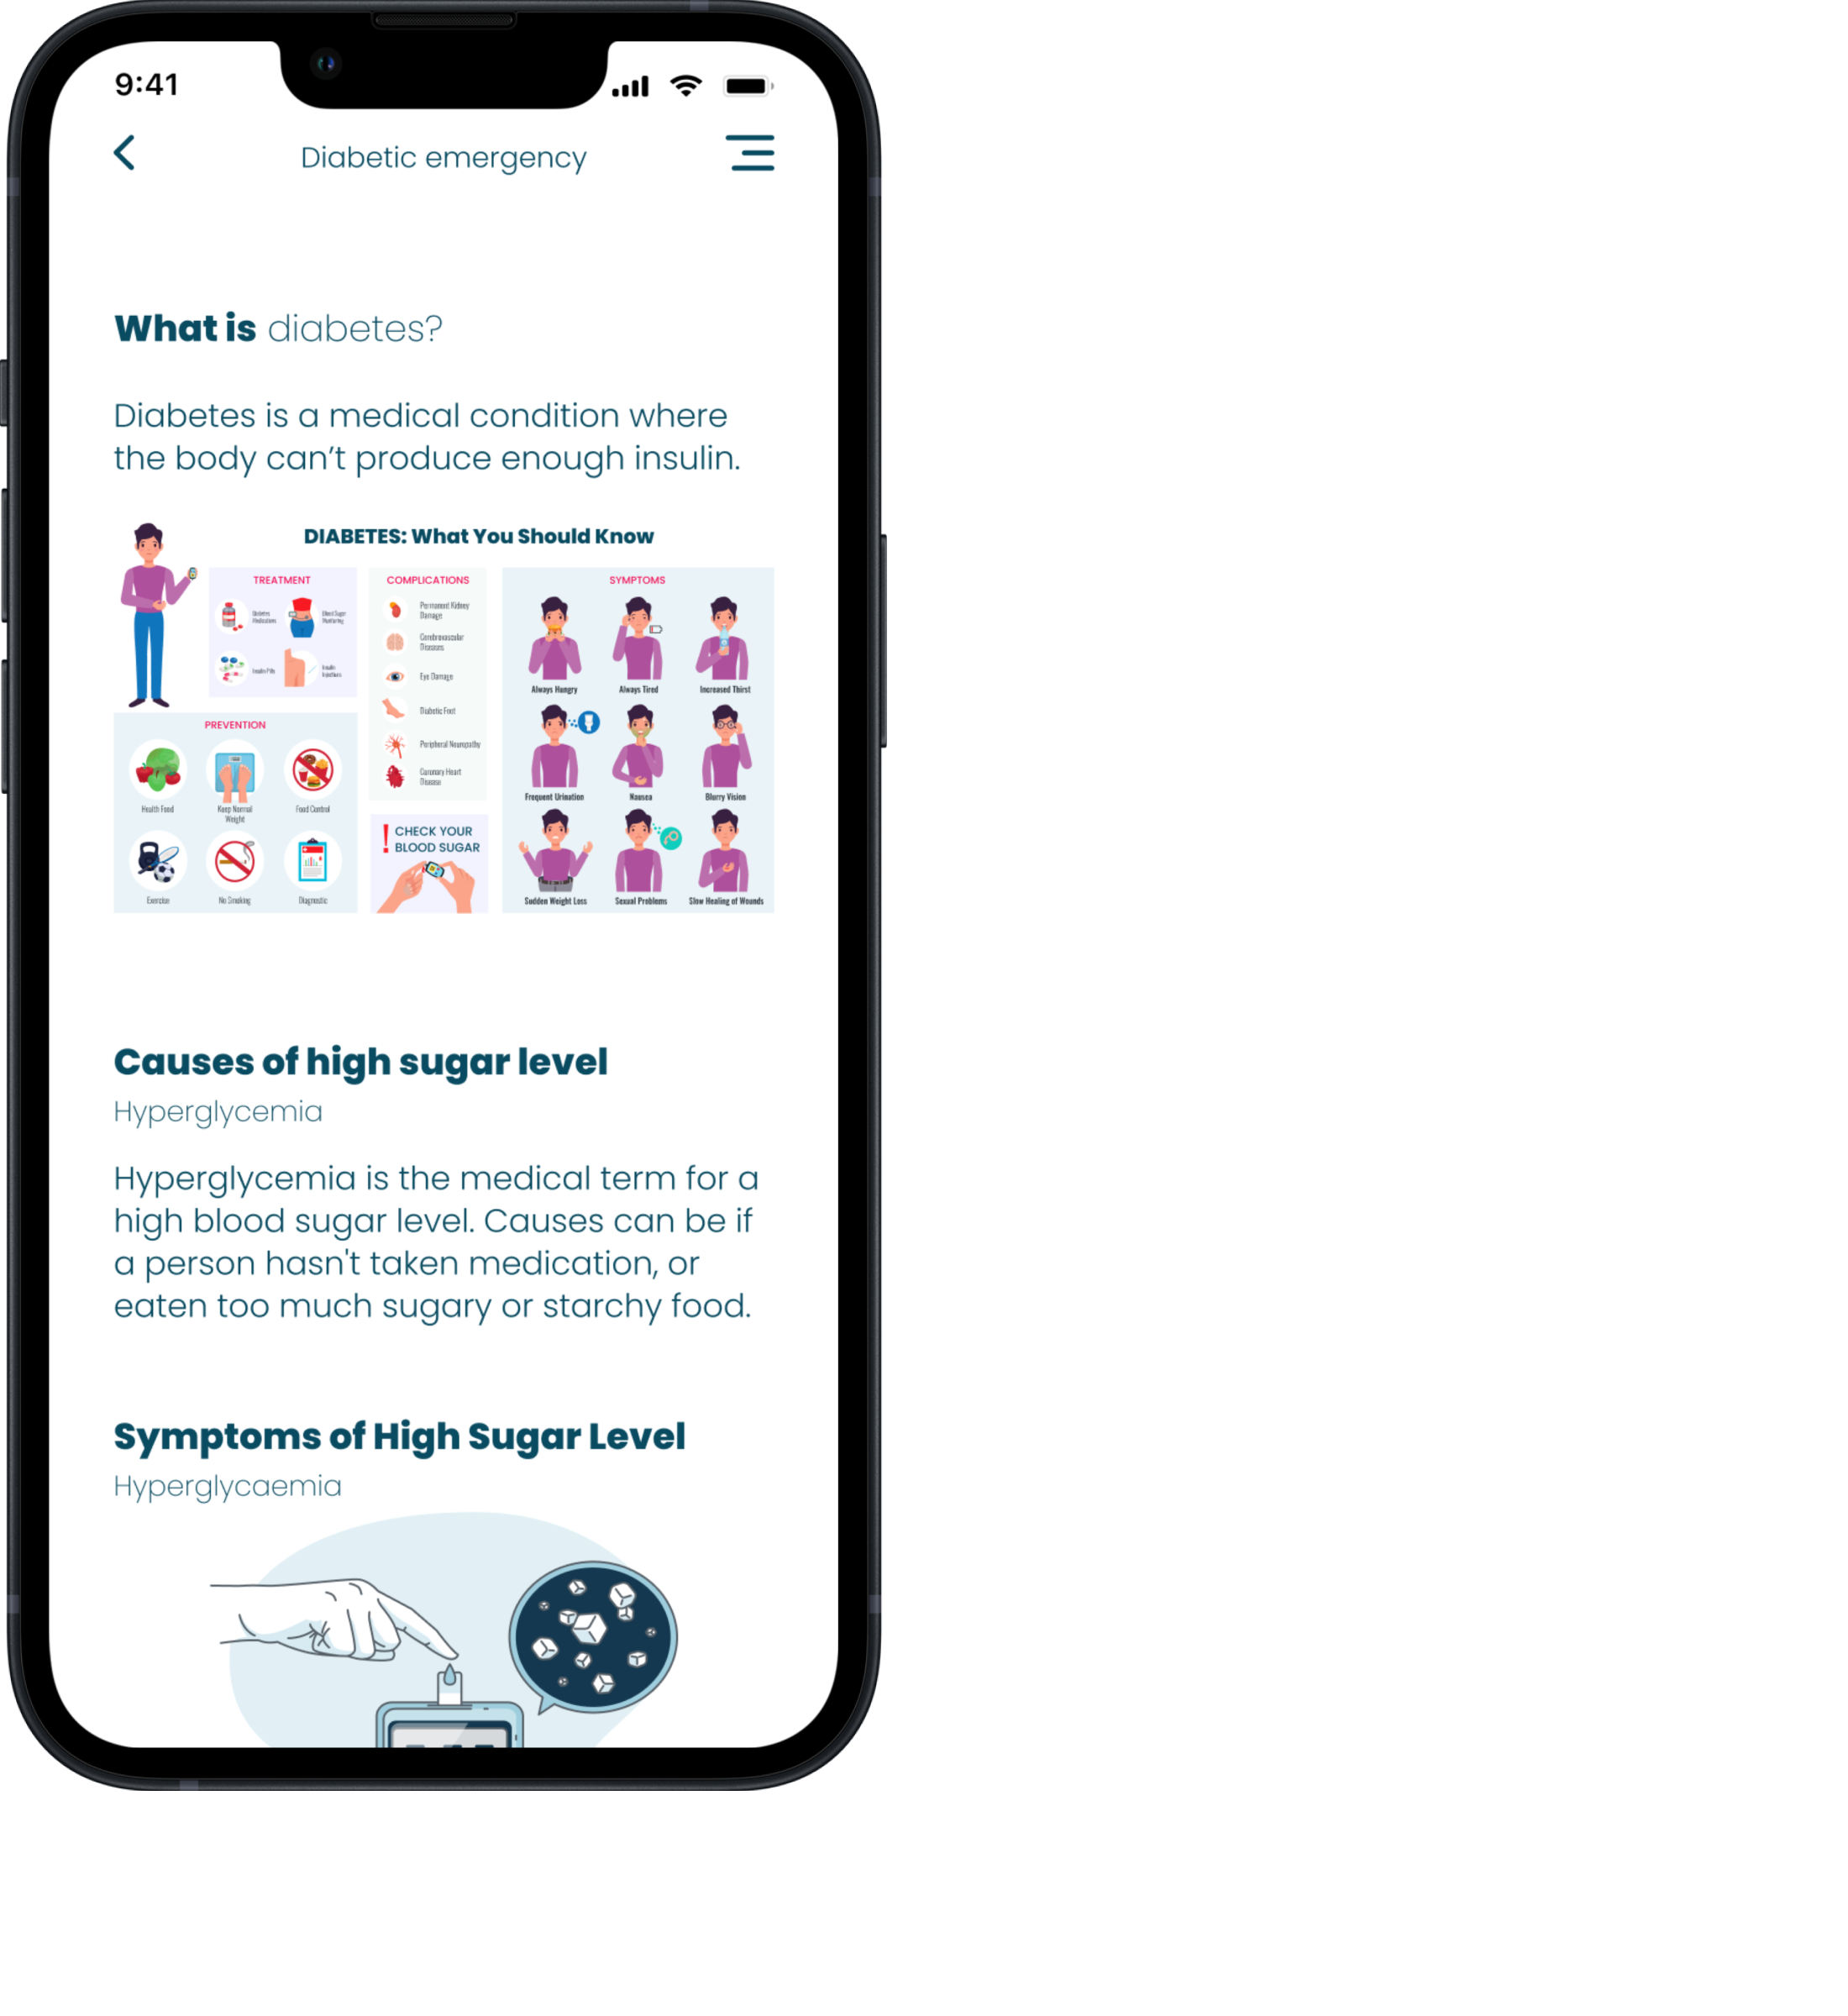 9:41
Diabetic emergency
What is diabetes?
Diabetes is a medical condition where
the body can’t produce enough insulin.
DIABETES: What You Should Know
TREATMENT
Diabetes
Medications
Blood Sugar
Monitoring
Insulin Pills
Insulin
Injections
COMPLICATIONS
Permanent Kidney
Damage
Cerebrovascular
Diseases
Eye Damage
Diabetic Foot
Peripheral Neuropathy
Coronary Heart
Disease
SYMPTOMS
Always Hungry
Always Tired
Increased Thirst
Frequent Urination
Nausea
Blurry Vision
Sudden Weight Loss
Sexual Problems
Slow Healing of Wounds
PREVENTION
Health Food
Keep Normal
Weight
Food Control
Exercise
No Smoking
Diagnostic
! CHECK YOUR
BLOOD SUGAR
Causes of high sugar level
Hyperglycemia
Hyperglycemia is the medical term for a
high blood sugar level. Causes can be if
a person hasn't taken medication, or
eaten too much sugary or starchy food.
Symptoms of High Sugar Level
Hyperglycaemia